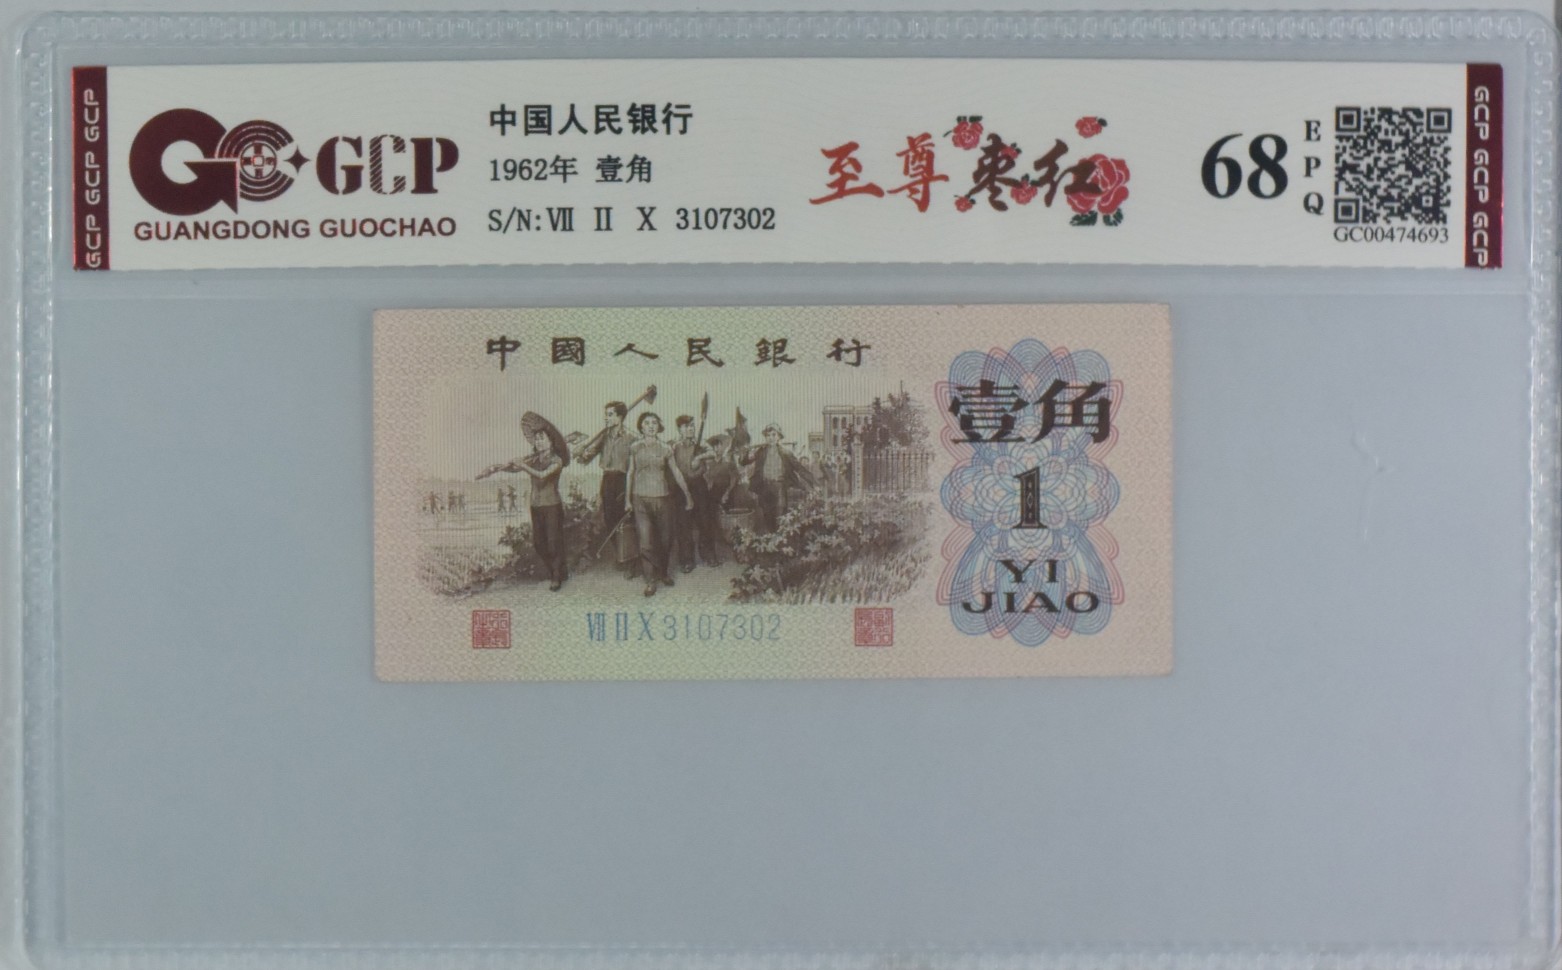 GCP GCP GCP
GCP
GUANGDONG GUOCHAO
中国人民银行
1962年 壹角
S/N: Ⅶ Ⅱ Ⅹ 3107302
至尊枣红
68
EPQ
GC00474693
GCP GCP GCP
中國人民銀行
壹角
1
YI
JIAO
Ⅶ Ⅱ Ⅹ 3107302